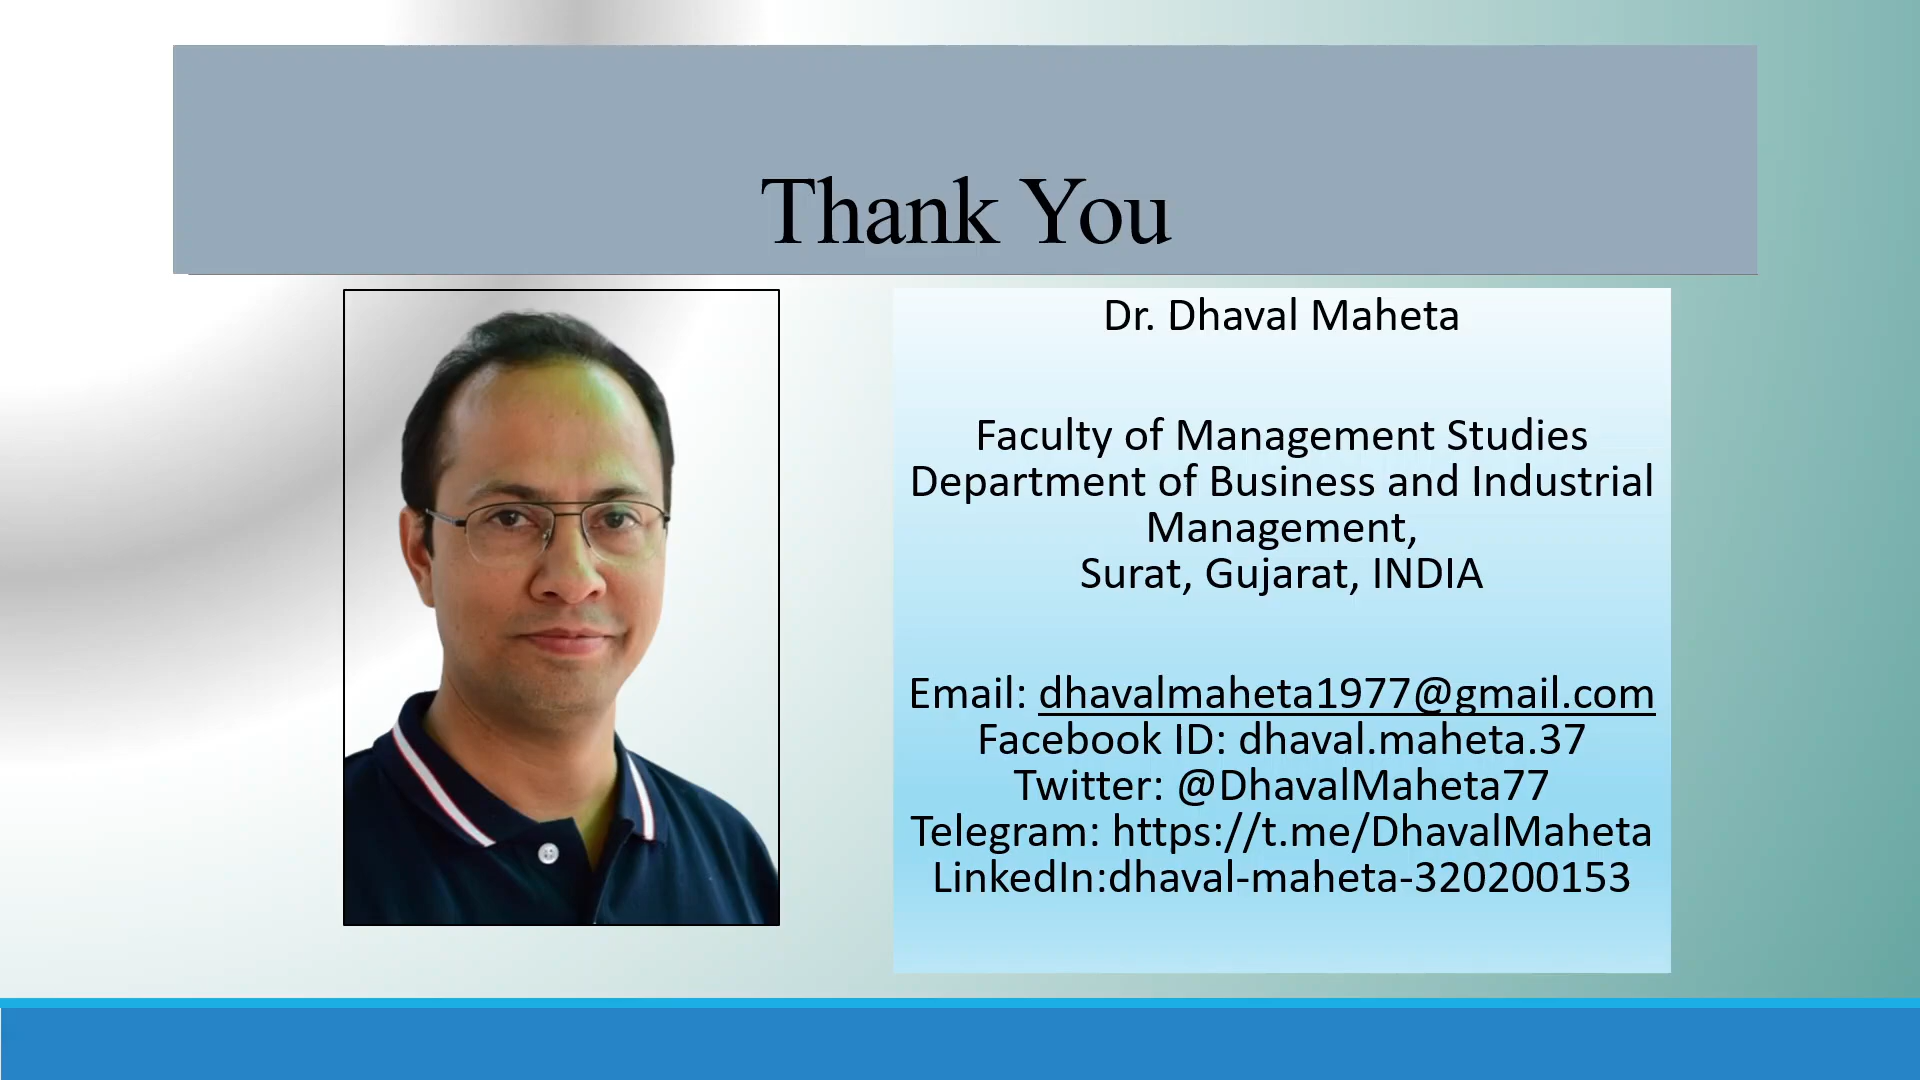 Thank You
Dr. Dhaval Maheta
Faculty of Management Studies
Department of Business and Industrial
Management,
Surat, Gujarat, INDIA
Email: dhavalmaheta1977@gmail.com
Facebook ID: dhaval.maheta.37
Twitter: @DhavalMaheta77
Telegram: https://t.me/DhavalMaheta
LinkedIn:dhaval-maheta-320200153